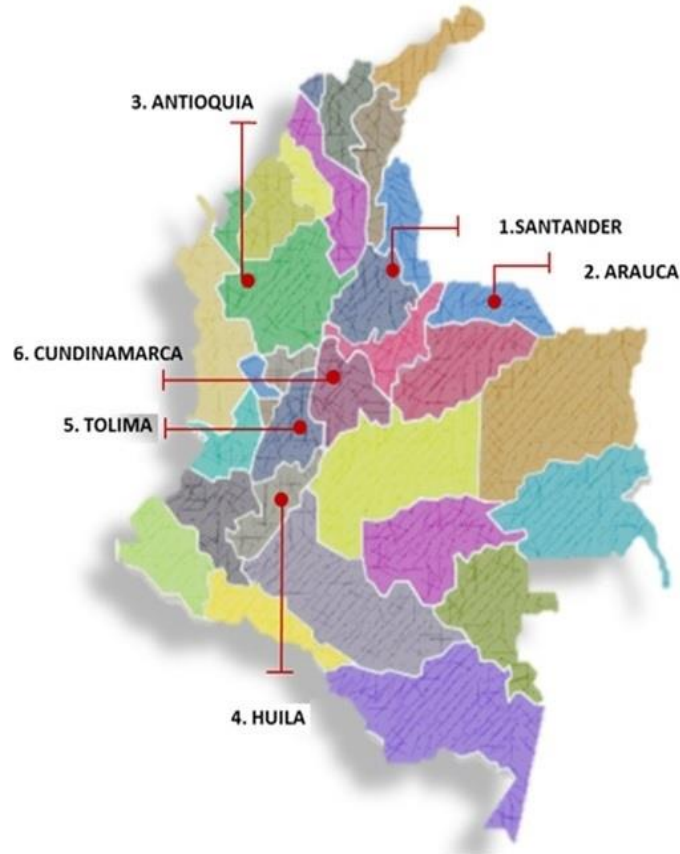 3. ANTIOQUIA
1.SANTANDER
2. ARAUCA
6. CUNDINAMARCA
5. TOLIMA
4. HUILA